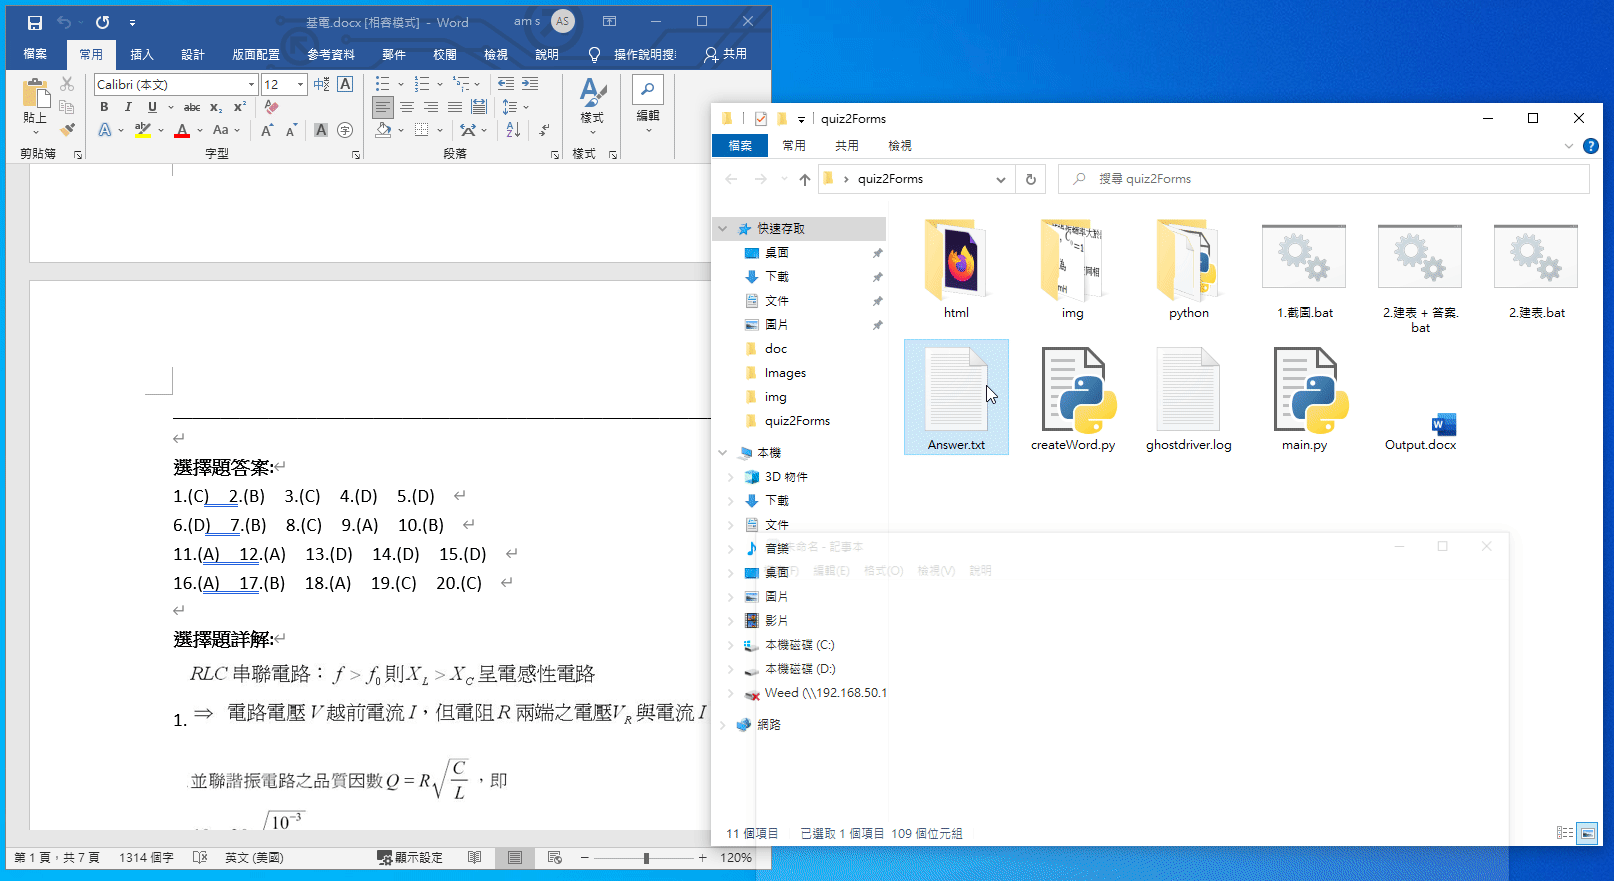 基電.docx [相容模式] - Word
am s
AS
檔案 常用 插入 設計 版面配置 參考資料 郵件 校閱 檢視 說明 操作說明搜尋 共用
貼上
剪貼簿
Calibri (本文)
12
中文
A
B I U abc x₂ x²
A Aa A A A 字
字型
段落
樣式
樣式
編輯
選擇題答案:
1.(C) 2.(B) 3.(C) 4.(D) 5.(D)
6.(D) 7.(B) 8.(C) 9.(A) 10.(B)
11.(A) 12.(A) 13.(D) 14.(D) 15.(D)
16.(A) 17.(B) 18.(A) 19.(C) 20.(C)
選擇題詳解:
RLC 串聯電路：f > f₀ 則 X_L > X_C 呈電感性電路
1. ⇒ 電路電壓 V 越前電流 I，但電阻 R 兩端之電壓 V_R 與電流 I
並聯諧振電路之品質因數 Q = R√(C/L)，即
10⁻³
第 1 頁，共 7 頁 1314 個字 英文 (美國) 顯示設定 120%
quiz2Forms
檔案 常用 共用 檢視
quiz2Forms
搜尋 quiz2Forms
快速存取
桌面
下載
文件
圖片
doc
Images
img
quiz2Forms
本機
3D 物件
下載
文件
音樂
桌面
圖片
影片
本機磁碟 (C:)
本機磁碟 (D:)
Weed (\\192.168.50.1
網路
html
img
python
1.截圖.bat
2.建表 + 答案.
bat
2.建表.bat
Answer.txt
createWord.py
ghostdriver.log
main.py
Output.docx
未命名 - 記事本
編輯(E) 格式(O) 檢視(V) 說明
11 個項目 已選取 1 個項目 109 個位元組